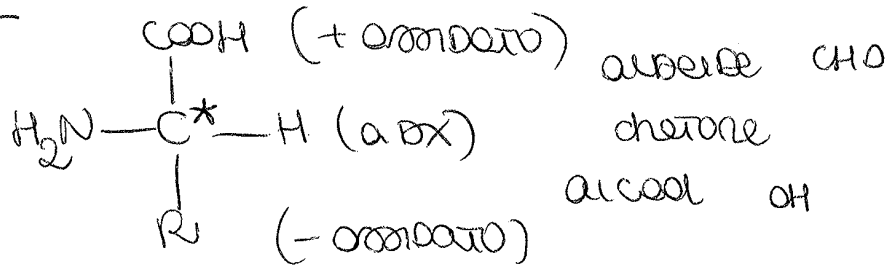 COOH (+ ossidato)
aldeide CHO
H₂N—C*—H (a DX)
chetone
alcool OH
R (- ossidato)